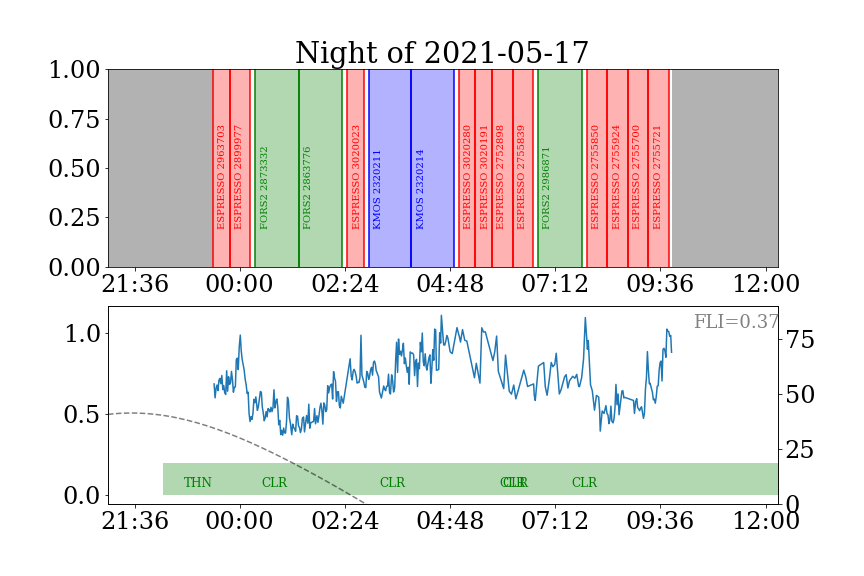 Night of 2021-05-17
1.00
0.75
0.50
0.25
0.00
ESPRESSO 2963703
ESPRESSO 2899977
FORS2 2873332
FORS2 2863776
ESPRESSO 3020023
KMOS 2320211
KMOS 2320214
ESPRESSO 3020280
ESPRESSO 3020191
ESPRESSO 2752898
ESPRESSO 2755839
FORS2 2986871
ESPRESSO 2755850
ESPRESSO 2755924
ESPRESSO 2755700
ESPRESSO 2755721
21:36 00:00 02:24 04:48 07:12 09:36 12:00
FLI=0.37
1.0
0.5
0.0
75
50
25
0
THN CLR CLR CLR CLR CLR
21:36 00:00 02:24 04:48 07:12 09:36 12:00